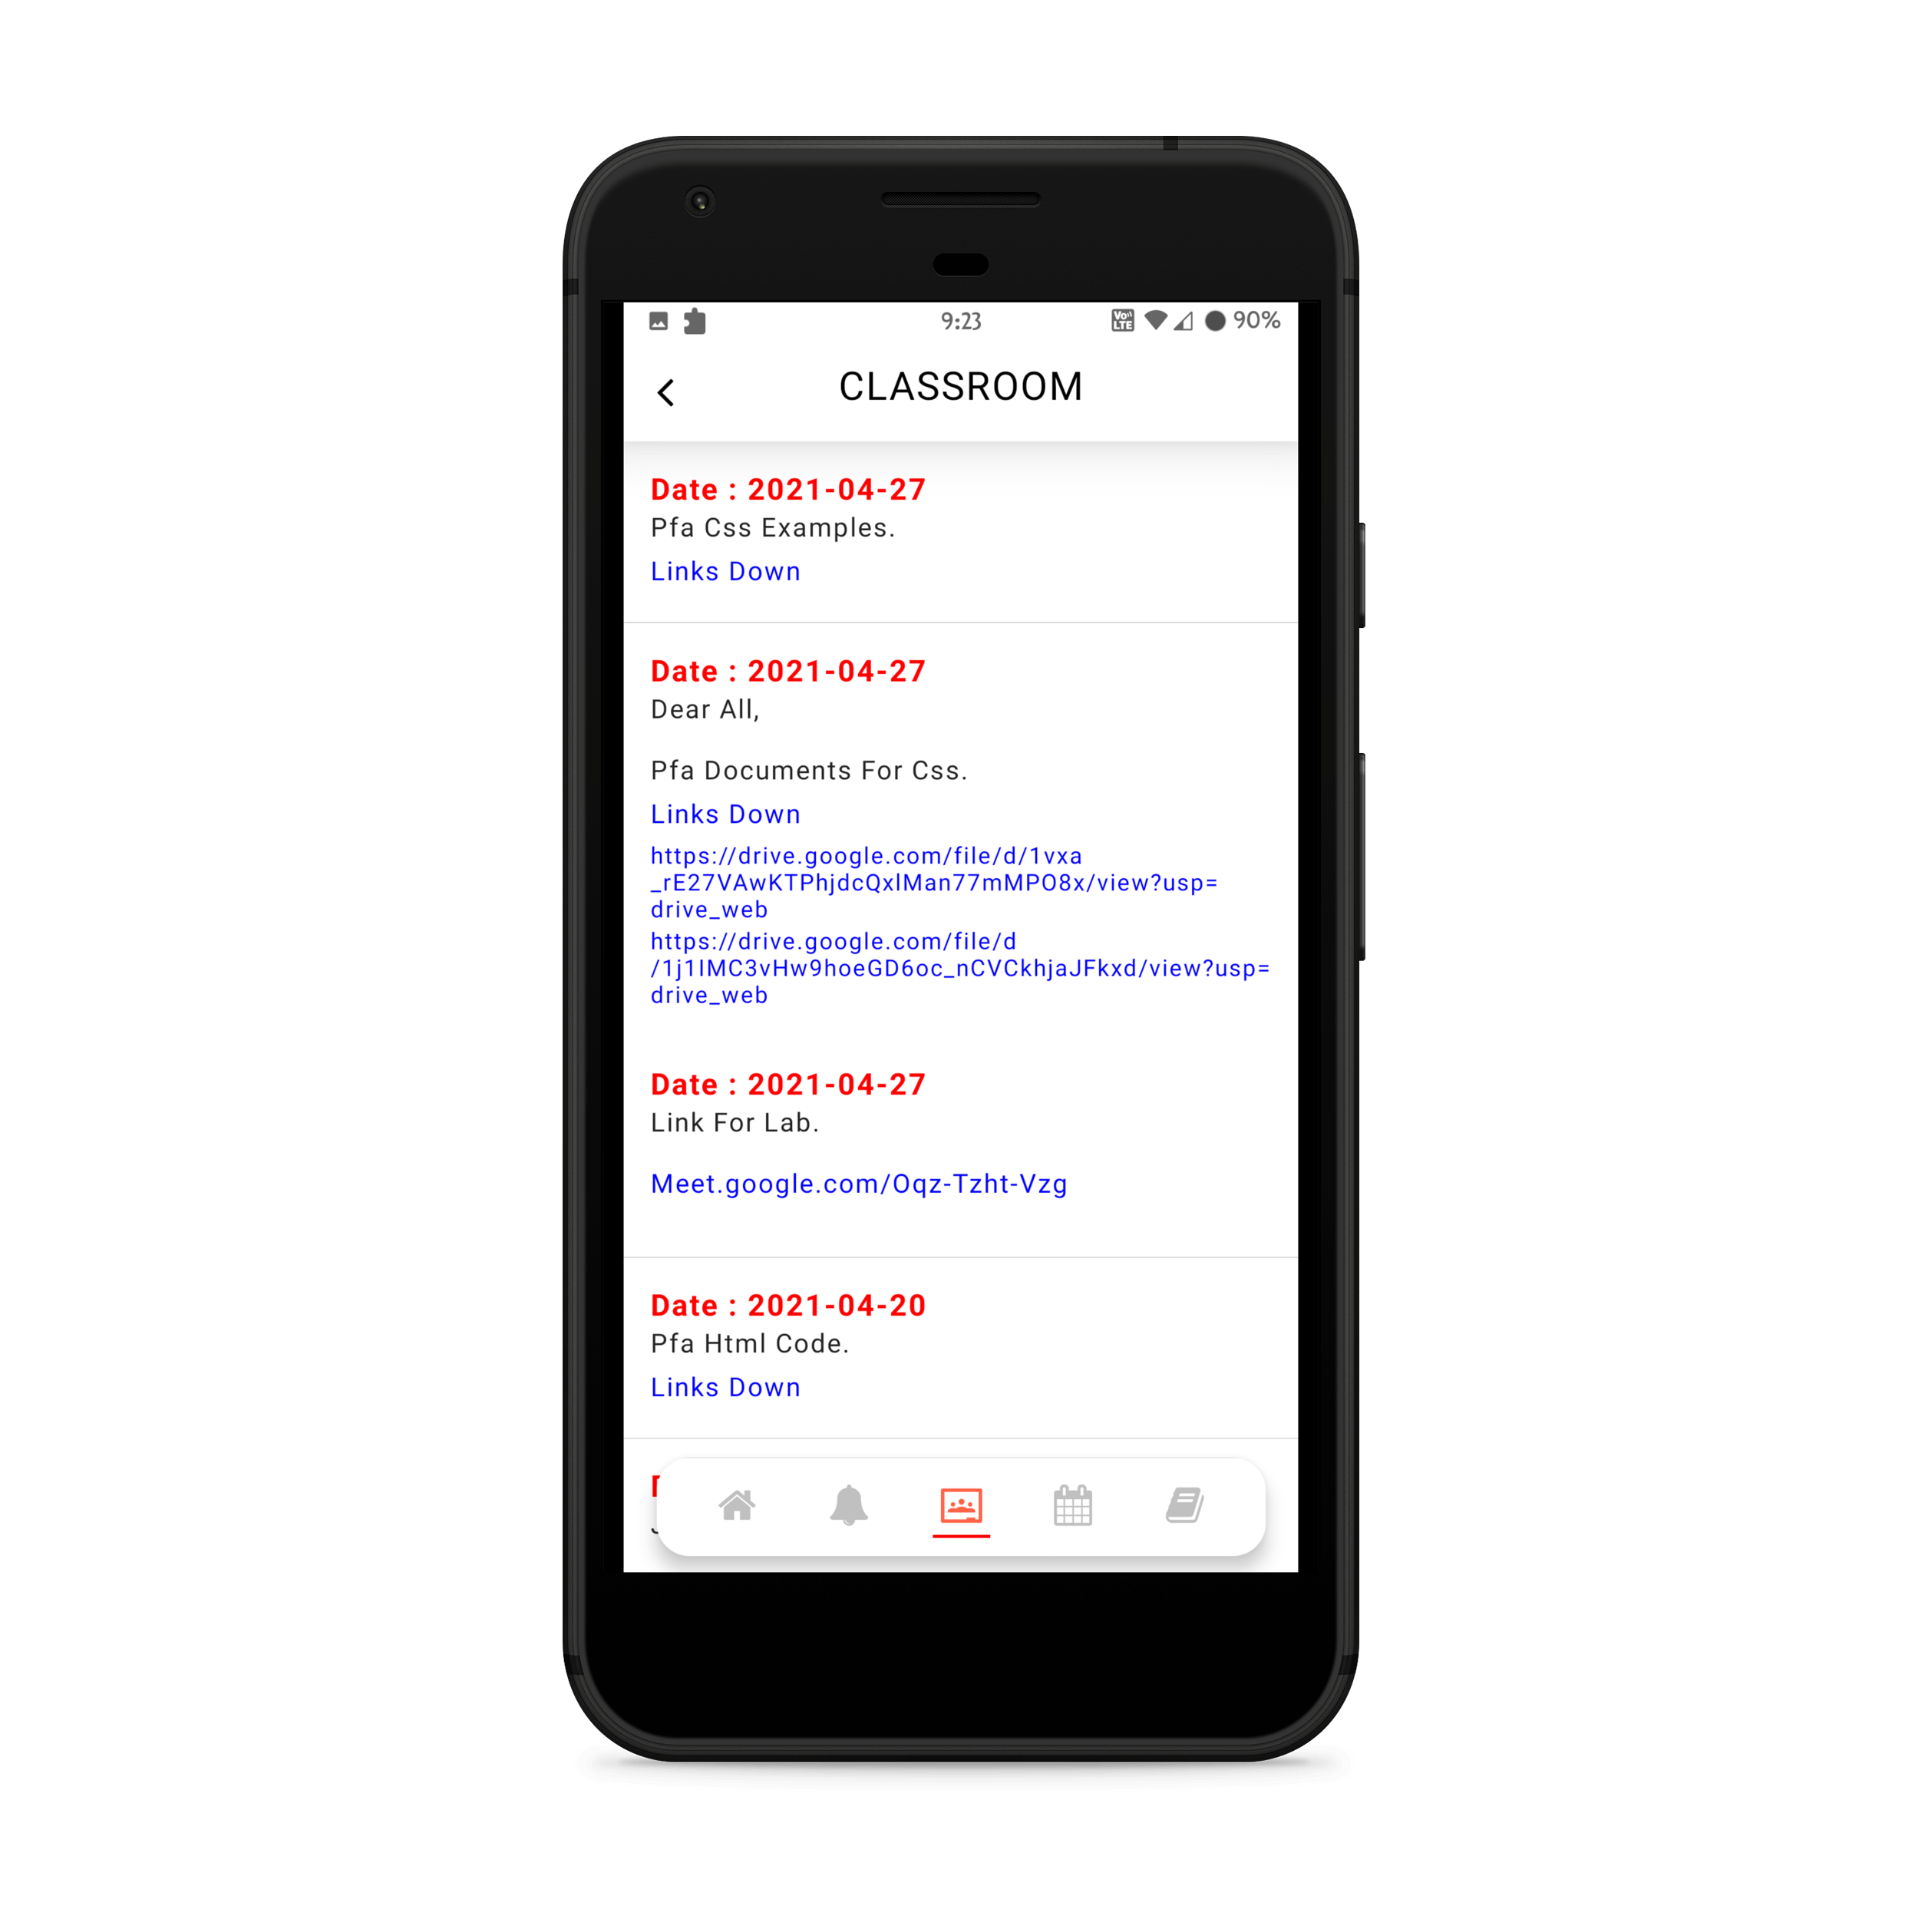 9:23
Vo LTE
90%
CLASSROOM
Date : 2021-04-27
Pfa Css Examples.
Links Down
Date : 2021-04-27
Dear All,
Pfa Documents For Css.
Links Down
https://drive.google.com/file/d/1vxa
_rE27VAwKTPhjdcQxlMan77mMPO8x/view?usp=
drive_web
https://drive.google.com/file/d
/1j1IMC3vHw9hoeGD6oc_nCVCkhjaJFkxd/view?usp=
drive_web
Date : 2021-04-27
Link For Lab.
Meet.google.com/Oqz-Tzht-Vzg
Date : 2021-04-20
Pfa Html Code.
Links Down